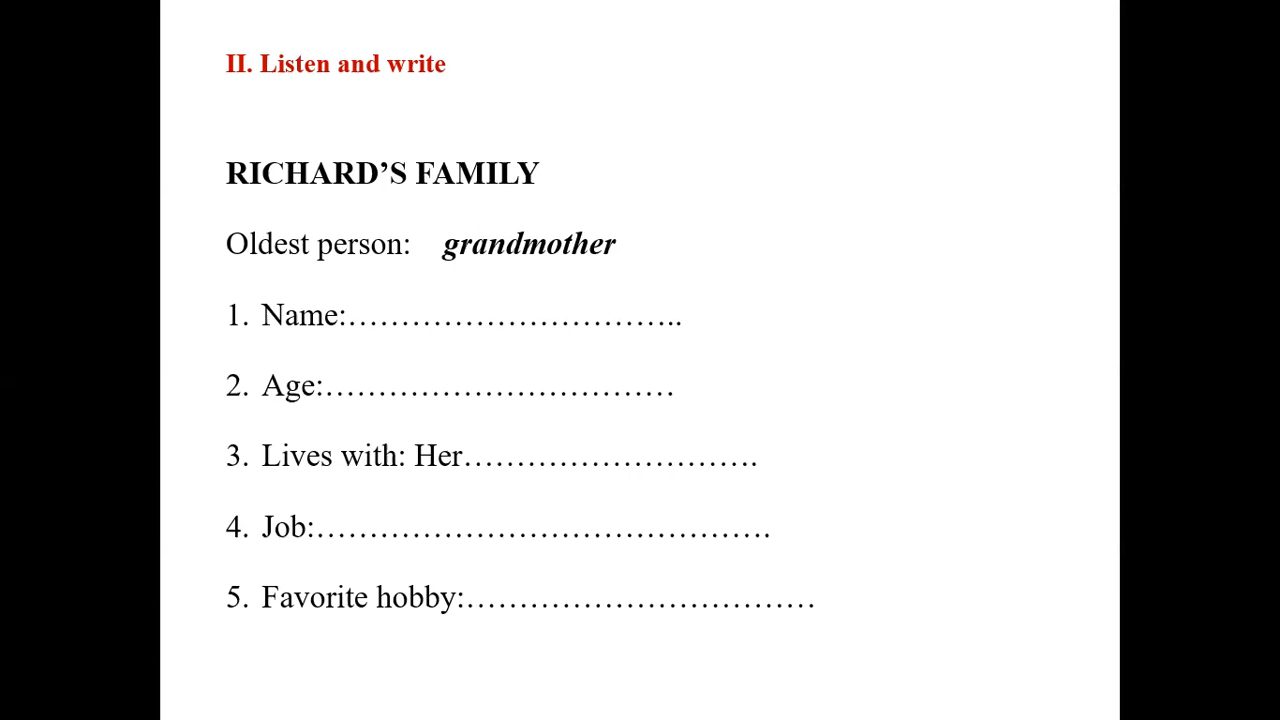 II. Listen and write
RICHARD’S FAMILY
Oldest person: grandmother
1. Name:…………………………..
2. Age:……………………………
3. Lives with: Her……………………….
4. Job:…………………………………….
5. Favorite hobby:……………………………